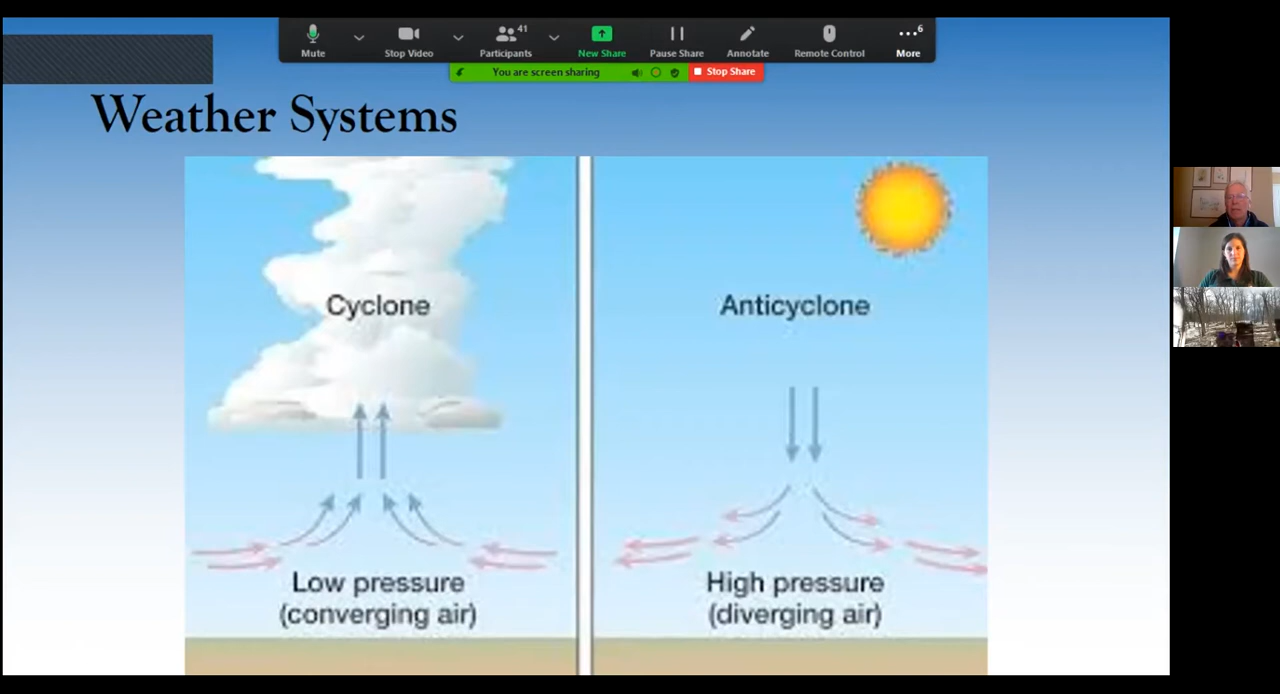 41
6
Mute
Stop Video
Participants
New Share
Pause Share
Annotate
Remote Control
More
You are screen sharing
Stop Share
Weather Systems
Cyclone
Anticyclone
Low pressure
(converging air)
High pressure
(diverging air)